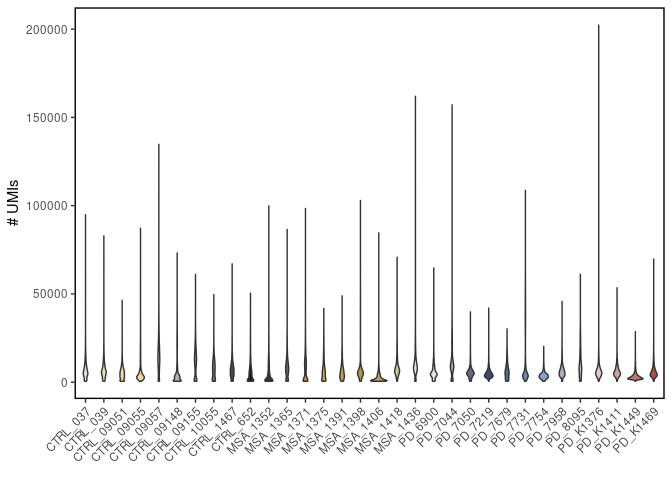 # UMIs
200000
150000
100000
50000
0
CTRL_037
CTRL_039
CTRL_09051
CTRL_09055
CTRL_09057
CTRL_09148
CTRL_09155
CTRL_10055
CTRL_1467
CTRL_652
MSA_1352
MSA_1365
MSA_1371
MSA_1375
MSA_1391
MSA_1398
MSA_1406
MSA_1418
MSA_1436
PD_6900
PD_7044
PD_7050
PD_7219
PD_7679
PD_7731
PD_7754
PD_7958
PD_8095
PD_K1376
PD_K1411
PD_K1449
PD_K1469